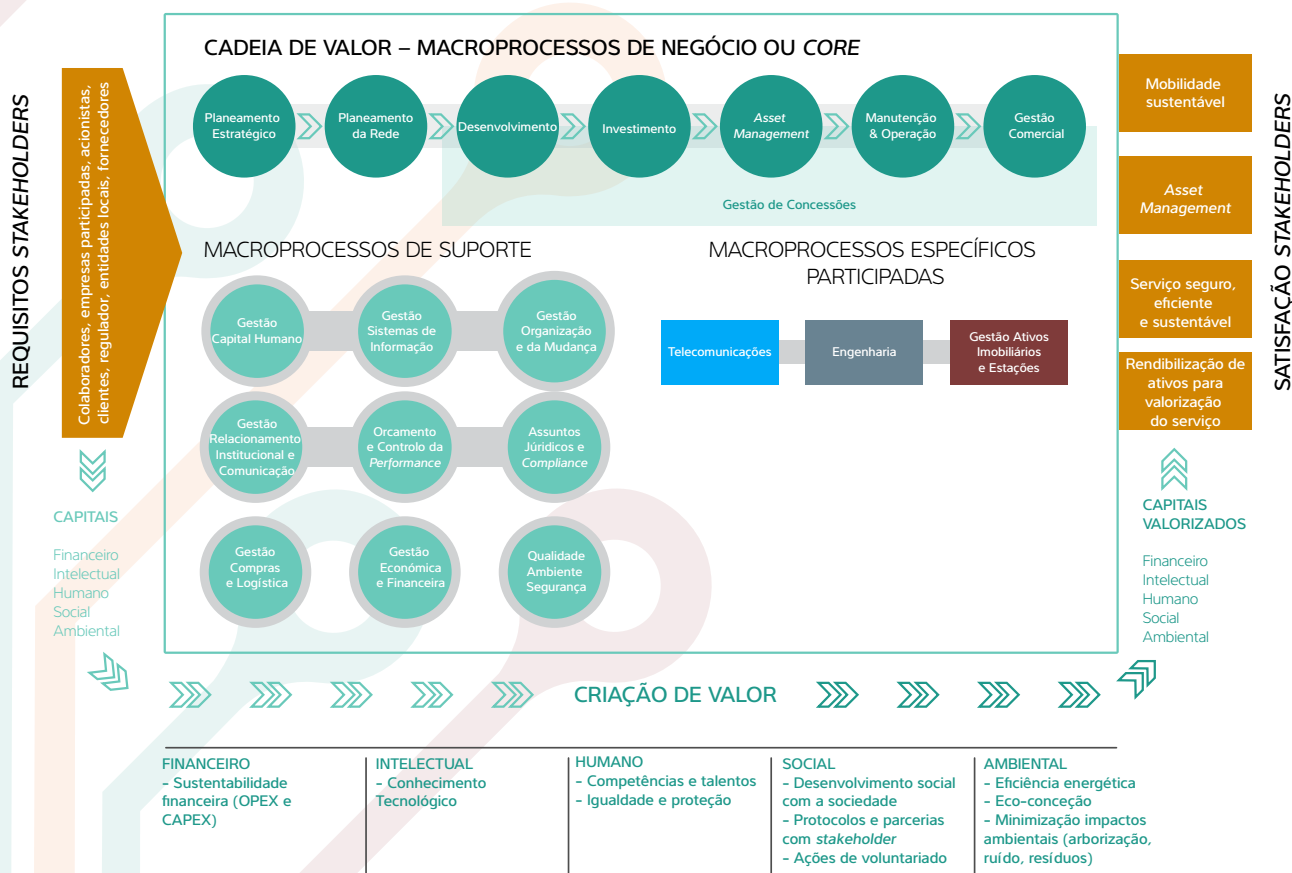 REQUISITOS STAKEHOLDERS
Colaboradores, empresas participadas, acionistas,
clientes, regulador, entidades locais, fornecedores
CAPITAIS
Financeiro
Intelectual
Humano
Social
Ambiental
CADEIA DE VALOR – MACROPROCESSOS DE NEGÓCIO OU CORE
Planeamento
Estratégico
Planeamento
da Rede
Desenvolvimento
Investimento
Asset
Management
Manutenção
& Operação
Gestão
Comercial
Gestão de Concessões
MACROPROCESSOS DE SUPORTE
Gestão
Capital Humano
Gestão
Sistemas de
Informação
Gestão
Organização
e da Mudança
Gestão
Relacionamento
Institucional e
Comunicação
Orcamento
e Controlo da
Performance
Assuntos
Júridicos e
Compliance
Gestão
Compras
e Logística
Gestão
Económica
e Financeira
Qualidade
Ambiente
Segurança
MACROPROCESSOS ESPECÍFICOS
PARTICIPADAS
Telecomunicações
Engenharia
Gestão Ativos
Imobiliários
e Estações
Mobilidade
sustentável
Asset
Management
Serviço seguro,
eficiente
e sustentável
Rendibilização de
ativos para
valorização
do serviço
SATISFAÇÃO STAKEHOLDERS
CAPITAIS
VALORIZADOS
Financeiro
Intelectual
Humano
Social
Ambiental
CRIAÇÃO DE VALOR
FINANCEIRO
– Sustentabilidade
financeira (OPEX e
CAPEX)
INTELECTUAL
– Conhecimento
Tecnológico
HUMANO
– Competências e talentos
– Igualdade e proteção
SOCIAL
– Desenvolvimento social
com a sociedade
– Protocolos e parcerias
com stakeholder
– Ações de voluntariado
AMBIENTAL
– Eficiência energética
– Eco-conceção
– Minimização impactos
ambientais (arborização,
ruído, resíduos)